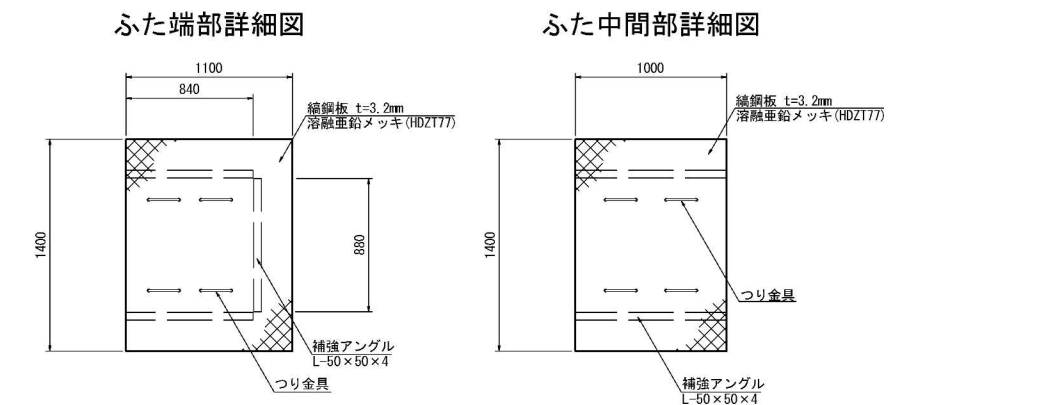 ふた端部詳細図
1100
840
縞鋼板 t=3.2mm
溶融亜鉛メッキ(HDZT77)
1400
880
補強アングル
L-50×50×4
つり金具
ふた中間部詳細図
1000
縞鋼板 t=3.2mm
溶融亜鉛メッキ(HDZT77)
1400
つり金具
補強アングル
L-50×50×4